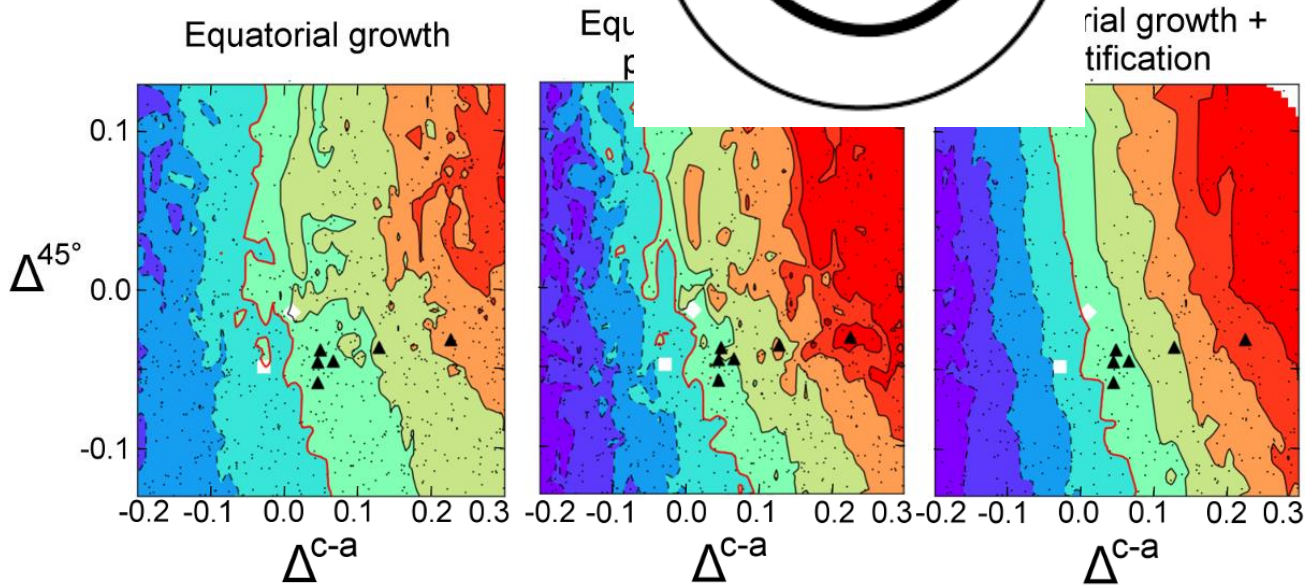 Equatorial growth
rial growth +
tification
0.1
0.0
-0.1
Δ45°
-0.2 -0.1 0.0 0.1 0.2 0.3
-0.2 -0.1 0.0 0.1 0.2 0.3
-0.2 -0.1 0.0 0.1 0.2 0.3
Δc-a
Δc-a
Δc-a